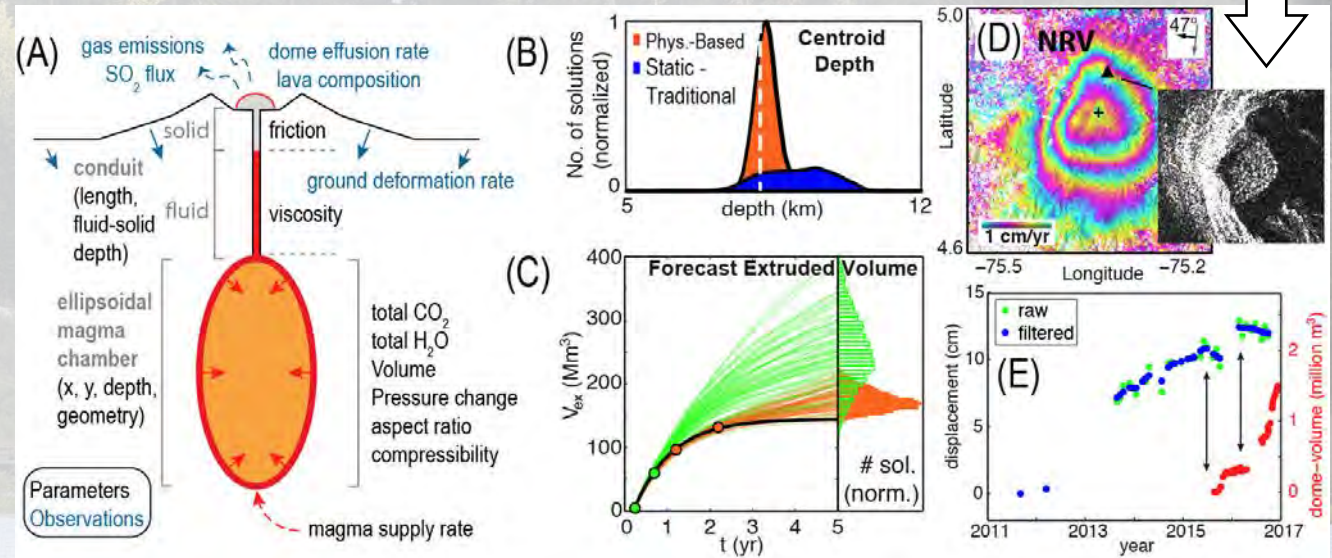 (A)
gas emissions
SO2 flux
dome effusion rate
lava composition
solid
friction
conduit
(length,
fluid-solid
depth)
fluid
ground deformation rate
viscosity
ellipsoidal
magma
chamber
(x, y, depth,
geometry)
total CO2
total H2O
Volume
Pressure change
aspect ratio
compressibility
Parameters
Observations
magma supply rate
(B)
No. of solutions
(normalized)
1
0
Phys.-Based
Static -
Traditional
Centroid
Depth
5
depth (km)
12
(C)
Forecast Extruded Volume
Vex (Mm3)
400
300
200
100
0
# sol.
(norm.)
0 1 2 3 4 5
t (yr)
(D)
NRV
47°
5.0
Latitude
4.6
1 cm/yr
−75.5
−75.2
Longitude
(E)
raw
filtered
displacement (cm)
15
10
5
0
dome-volume (million m3)
2
1
0
2011 2013 2015 2017
year